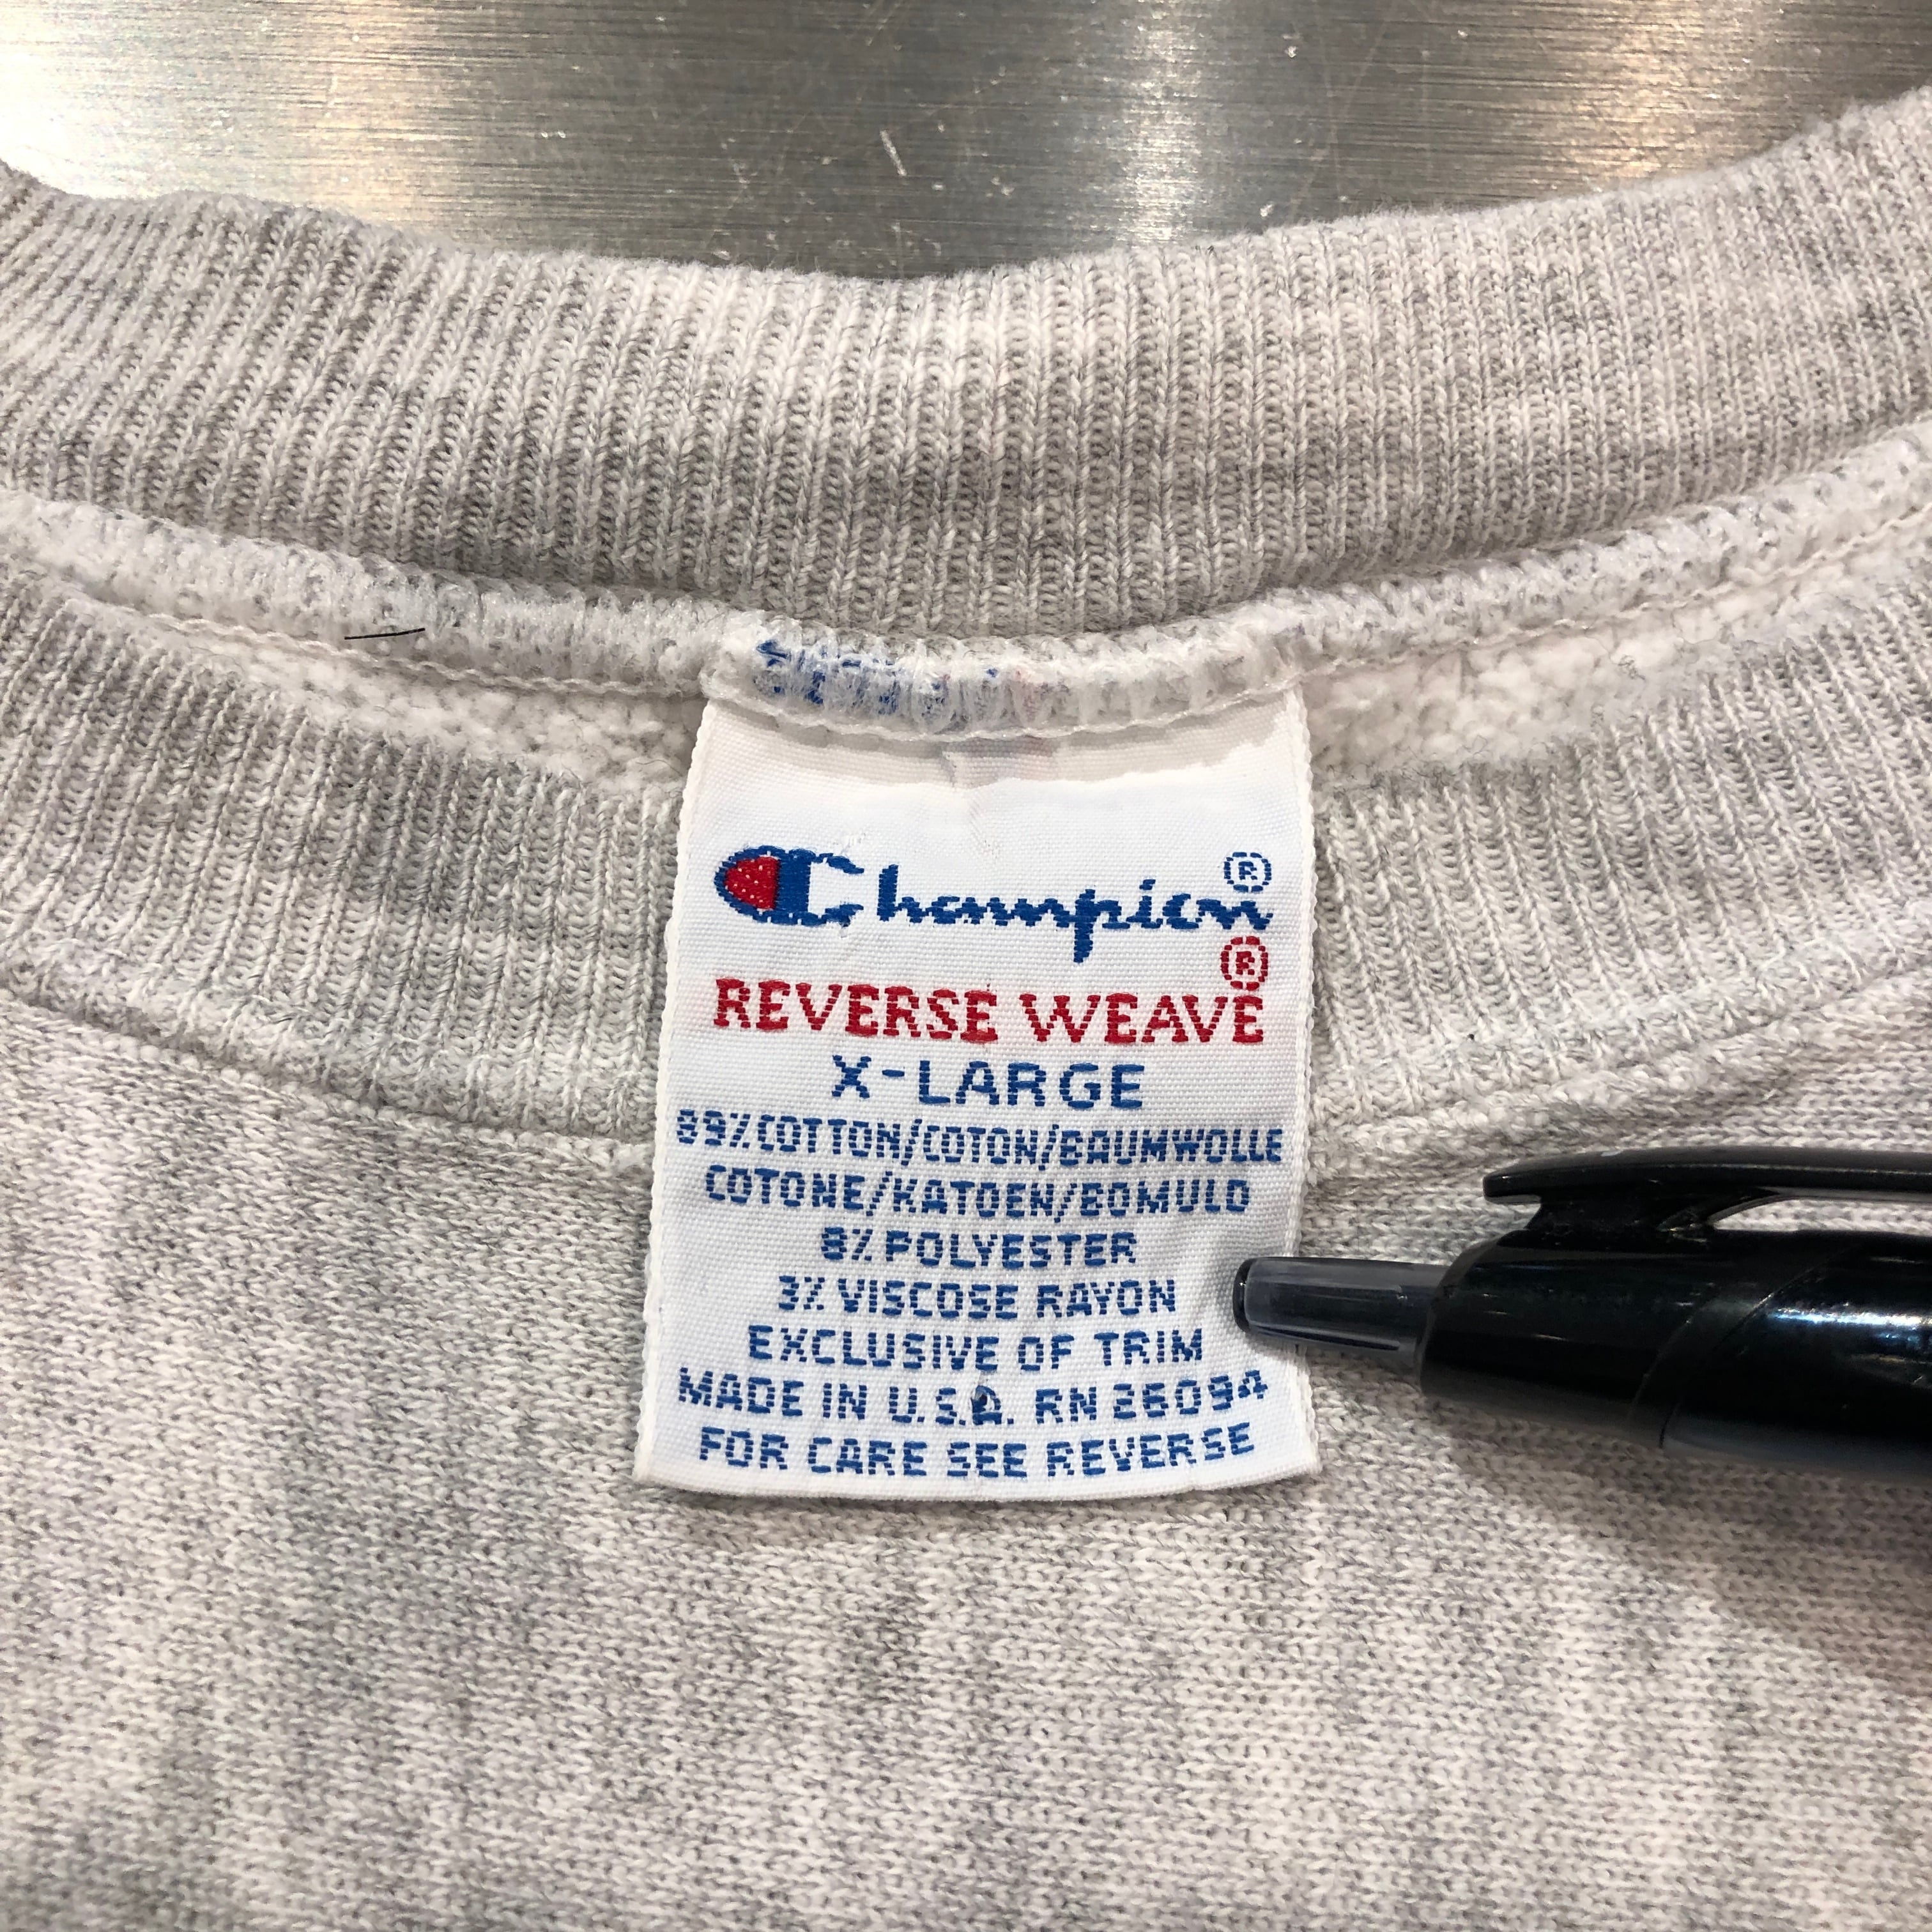 Champion®
REVERSE WEAVE®
X-LARGE
89% COTTON/COTON/BAUMWOLLE
COTONE/KATOEN/BOMULD
8% POLYESTER
3% VISCOSE RAYON
EXCLUSIVE OF TRIM
MADE IN U.S.A. RN 26094
FOR CARE SEE REVERSE